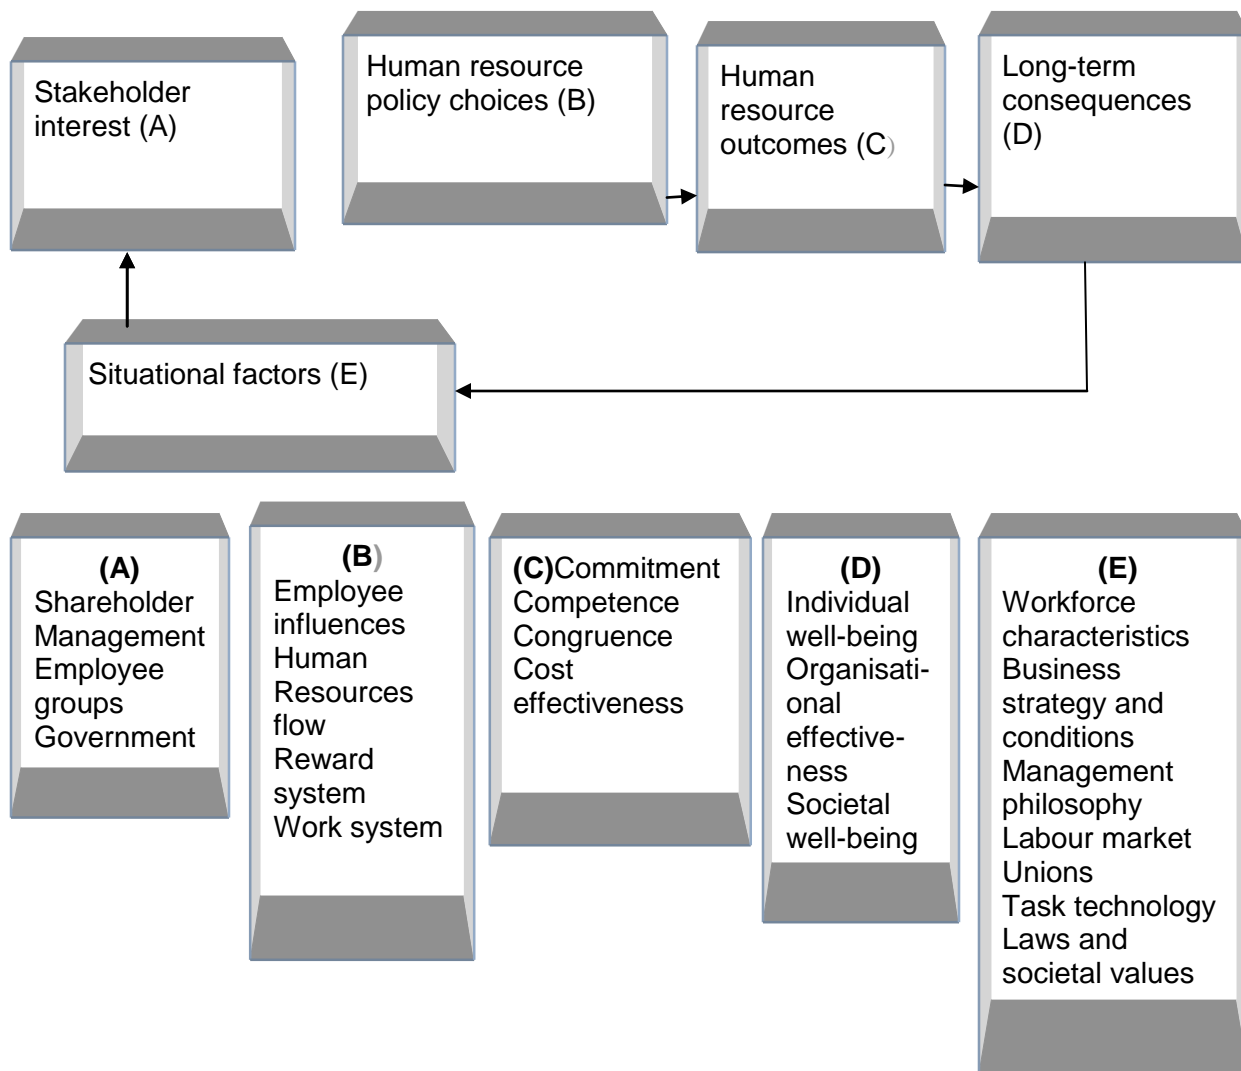 Stakeholder
interest (A)
Human resource
policy choices (B)
Human
resource
outcomes (C)
Long-term
consequences
(D)
Situational factors (E)
(A)
Shareholder
Management
Employee
groups
Government
(B)
Employee
influences
Human
Resources
flow
Reward
system
Work system
(C)Commitment
Competence
Congruence
Cost
effectiveness
(D)
Individual
well-being
Organisati-
onal
effective-
ness
Societal
well-being
(E)
Workforce
characteristics
Business
strategy and
conditions
Management
philosophy
Labour market
Unions
Task technology
Laws and
societal values